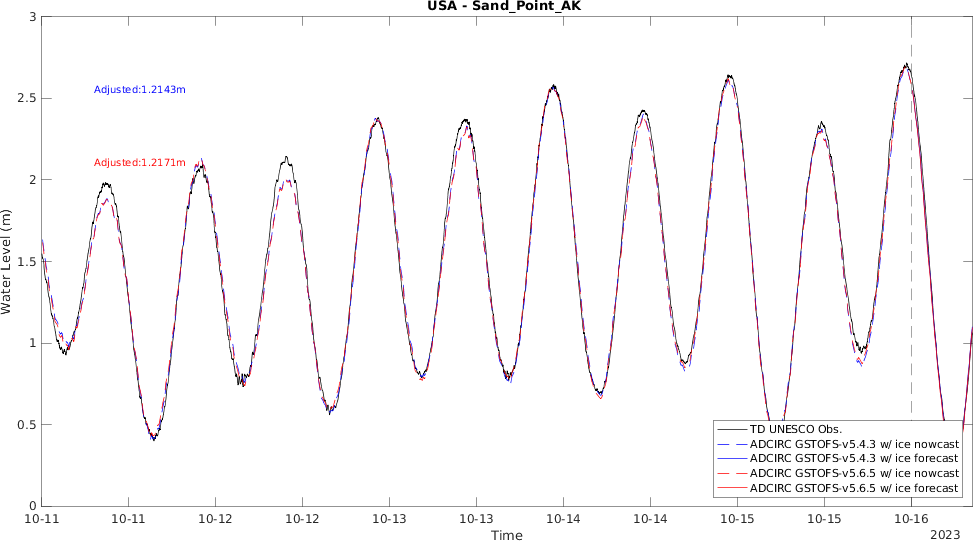 USA - Sand_Point_AK
3
2.5
2
1.5
1
0.5
0
Water Level (m)
Adjusted:1.2143m
Adjusted:1.2171m
TD UNESCO Obs.
ADCIRC GSTOFS-v5.4.3 w/ ice nowcast
ADCIRC GSTOFS-v5.4.3 w/ ice forecast
ADCIRC GSTOFS-v5.6.5 w/ ice nowcast
ADCIRC GSTOFS-v5.6.5 w/ ice forecast
10-11 10-11 10-12 10-12 10-13 10-13 10-14 10-14 10-15 10-15 10-16
Time
2023